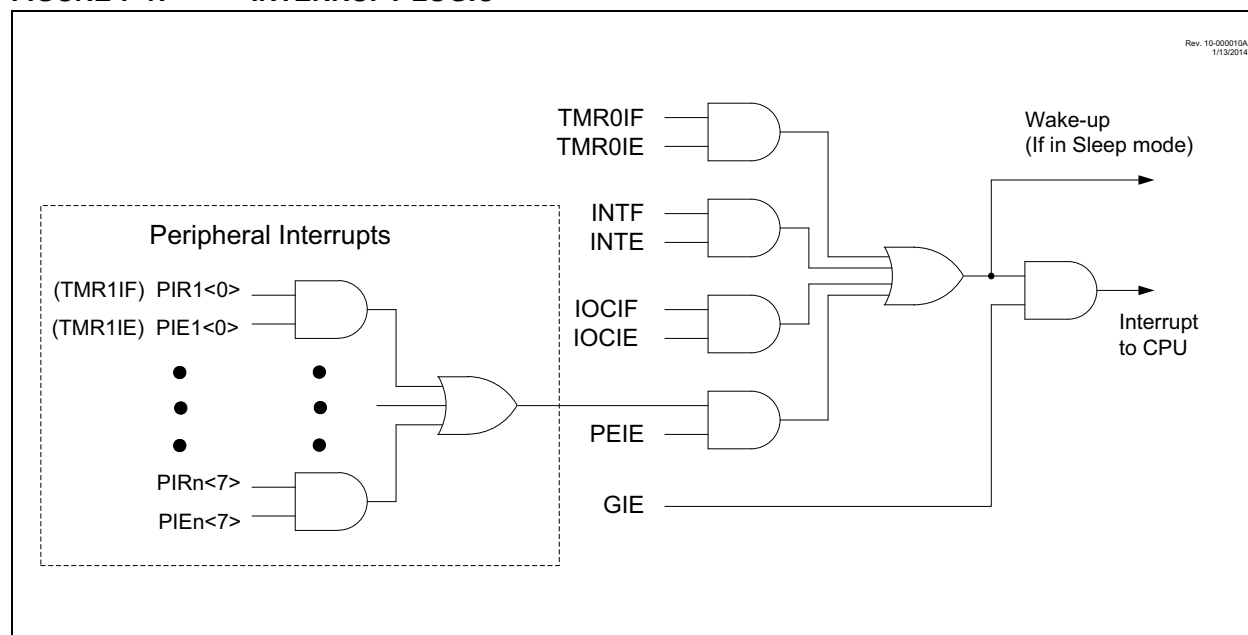 Rev. 10-000010A
1/13/2014
TMR0IF
TMR0IE
Wake-up
(If in Sleep mode)
INTF
INTE
Peripheral Interrupts
(TMR1IF) PIR1<0>
(TMR1IE) PIE1<0>
IOCIF
IOCIE
Interrupt
to CPU
PEIE
PIRn<7>
PIEn<7>
GIE